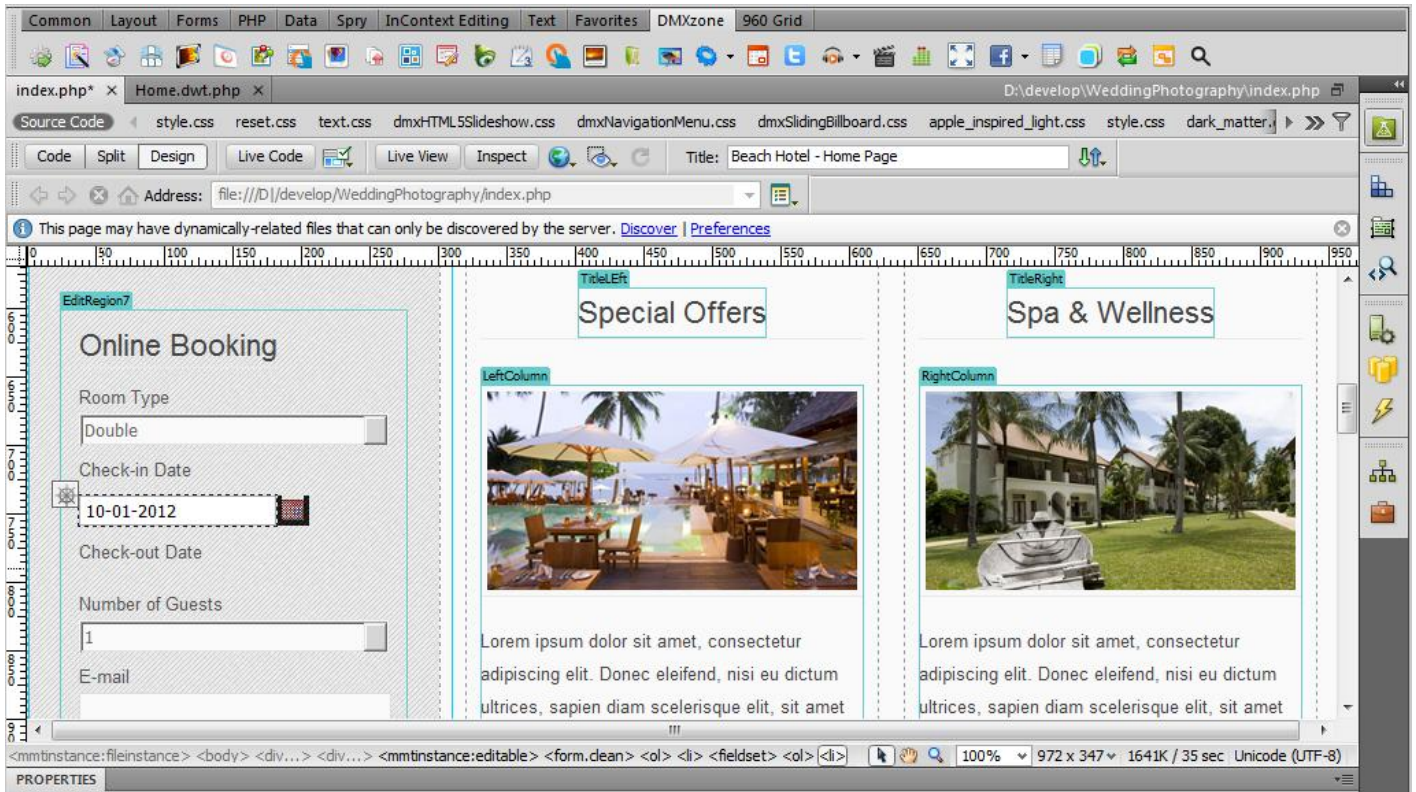 Common Layout Forms PHP Data Spry InContext Editing Text Favorites DMXzone 960 Grid
index.php* × Home.dwt.php × D:\develop\WeddingPhotography\index.php
Source Code style.css reset.css text.css dmxHTML5Slideshow.css dmxNavigationMenu.css dmxSlidingBillboard.css apple_inspired_light.css style.css dark_matter.
Code Split Design Live Code Live View Inspect Title: Beach Hotel - Home Page
Address: file:///D|/develop/WeddingPhotography/index.php
This page may have dynamically-related files that can only be discovered by the server. Discover | Preferences
0 50 100 150 200 250 300 350 400 450 500 550 600 650 700 750 800 850 900 950
TitleLEft TitleRight
EditRegion7
Special Offers Spa & Wellness
Online Booking
LeftColumn RightColumn
Room Type
Double
Check-in Date
10-01-2012
Check-out Date
Number of Guests
1
E-mail
Lorem ipsum dolor sit amet, consectetur
adipiscing elit. Donec eleifend, nisi eu dictum
ultrices, sapien diam scelerisque elit, sit amet
Lorem ipsum dolor sit amet, consectetur
adipiscing elit. Donec eleifend, nisi eu dictum
ultrices, sapien diam scelerisque elit, sit amet
600
650
700
750
800
850
<mmtinstance:fileinstance> <body> <div...> <div...> <mmtinstance:editable> <form.clean> <ol> <li> <fieldset> <ol> <li> 100% 972 x 347 1641K / 35 sec Unicode (UTF-8)
PROPERTIES